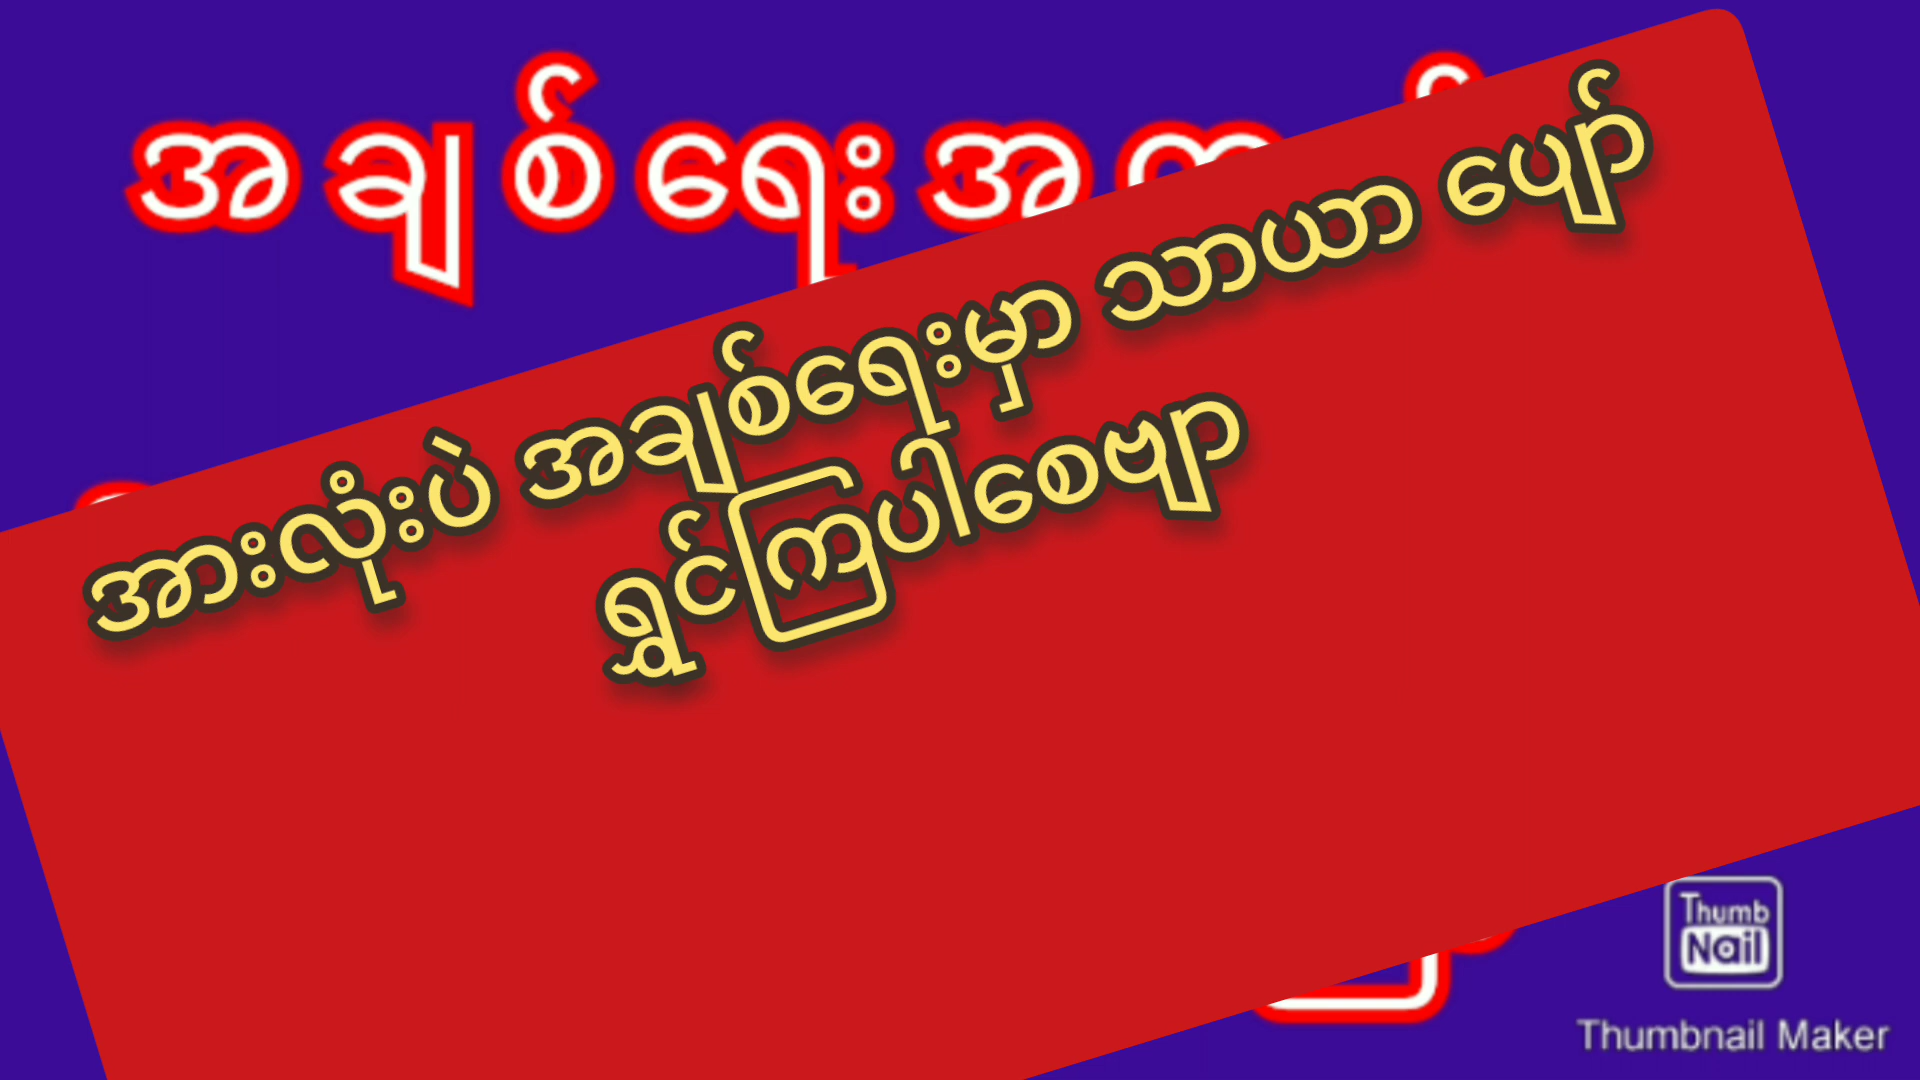 အချစ်ရေးအ
အားလုံးပဲ အချစ်ရေးမှာ သာယာ ပျော်
ရွှင်ကြပါစေဗျာ
Thumb
Nail
Thumbnail Maker